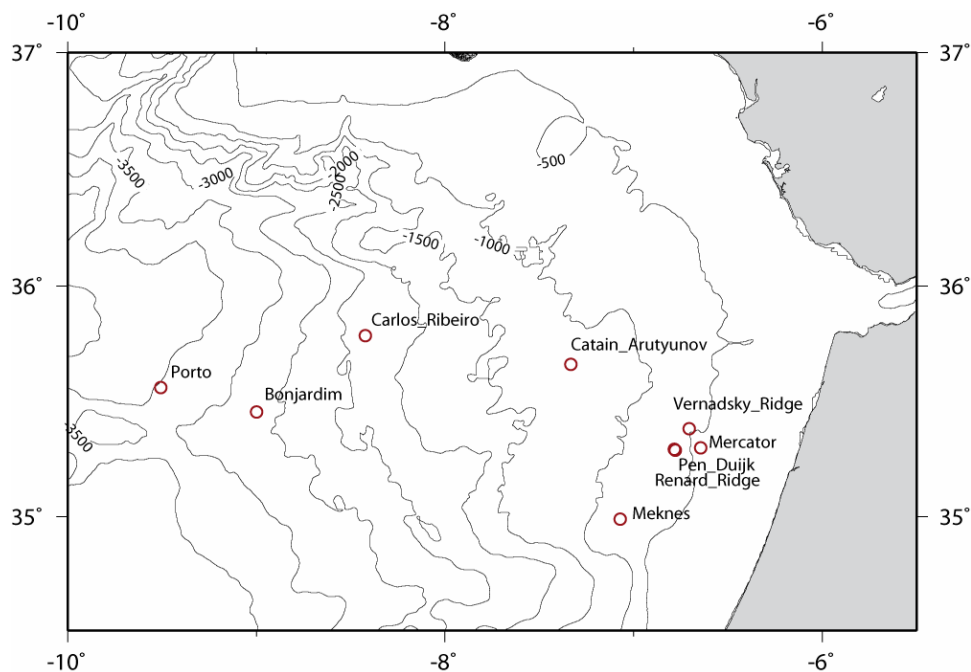 -10˚ -8˚ -6˚
37˚ 37˚
-500
-2000
-3500
-3000
-2500
-1500
-1000
36˚ 36˚
Carlos_Ribeiro
Catain_Arutyunov
Porto
Bonjardim
Vernadsky_Ridge
-3500
Mercator
Pen_Duijk
Renard_Ridge
Meknes
35˚ 35˚
-10˚ -8˚ -6˚